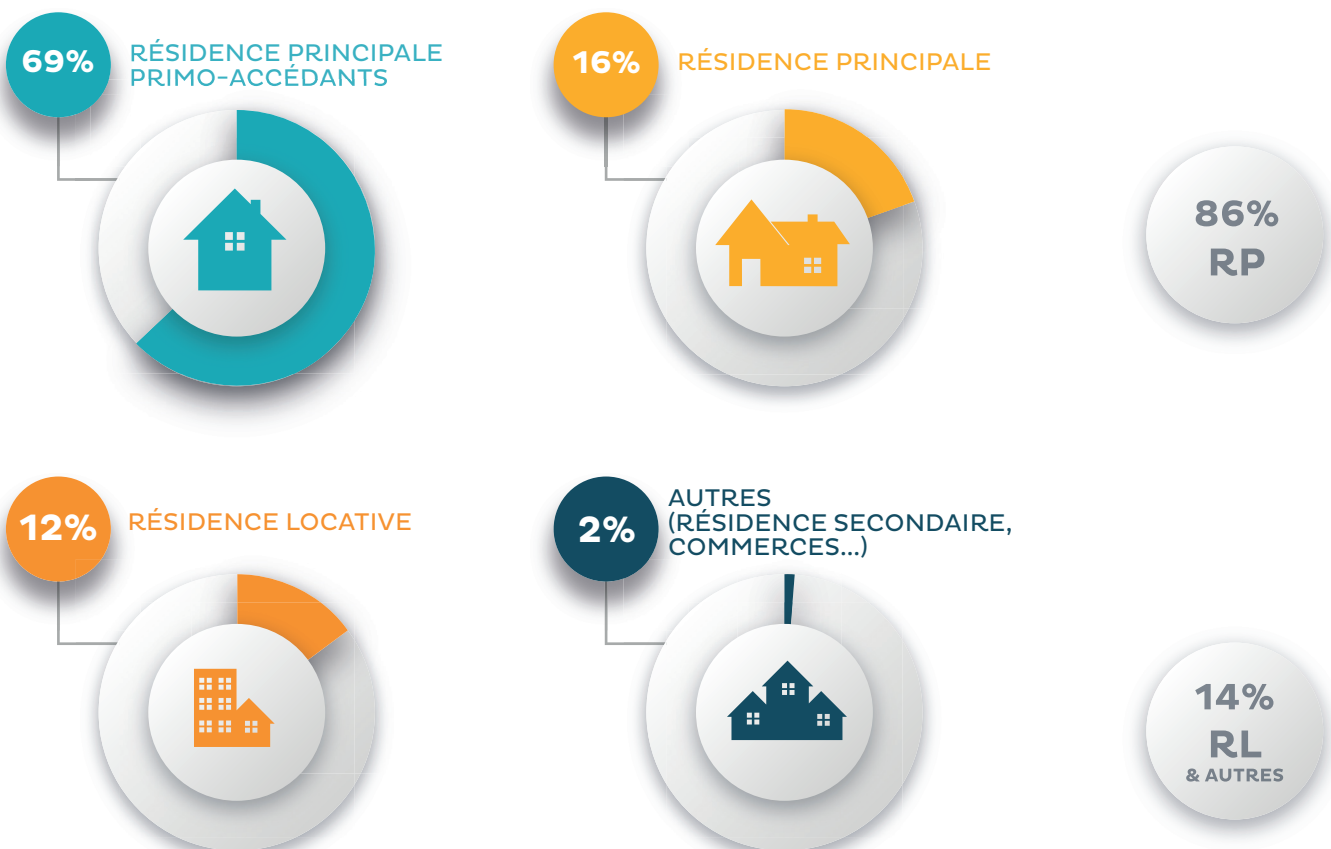 69%
RÉSIDENCE PRINCIPALE
PRIMO-ACCÉDANTS
16%
RÉSIDENCE PRINCIPALE
86%
RP
12%
RÉSIDENCE LOCATIVE
2%
AUTRES
(RÉSIDENCE SECONDAIRE,
COMMERCES...)
14%
RL
& AUTRES